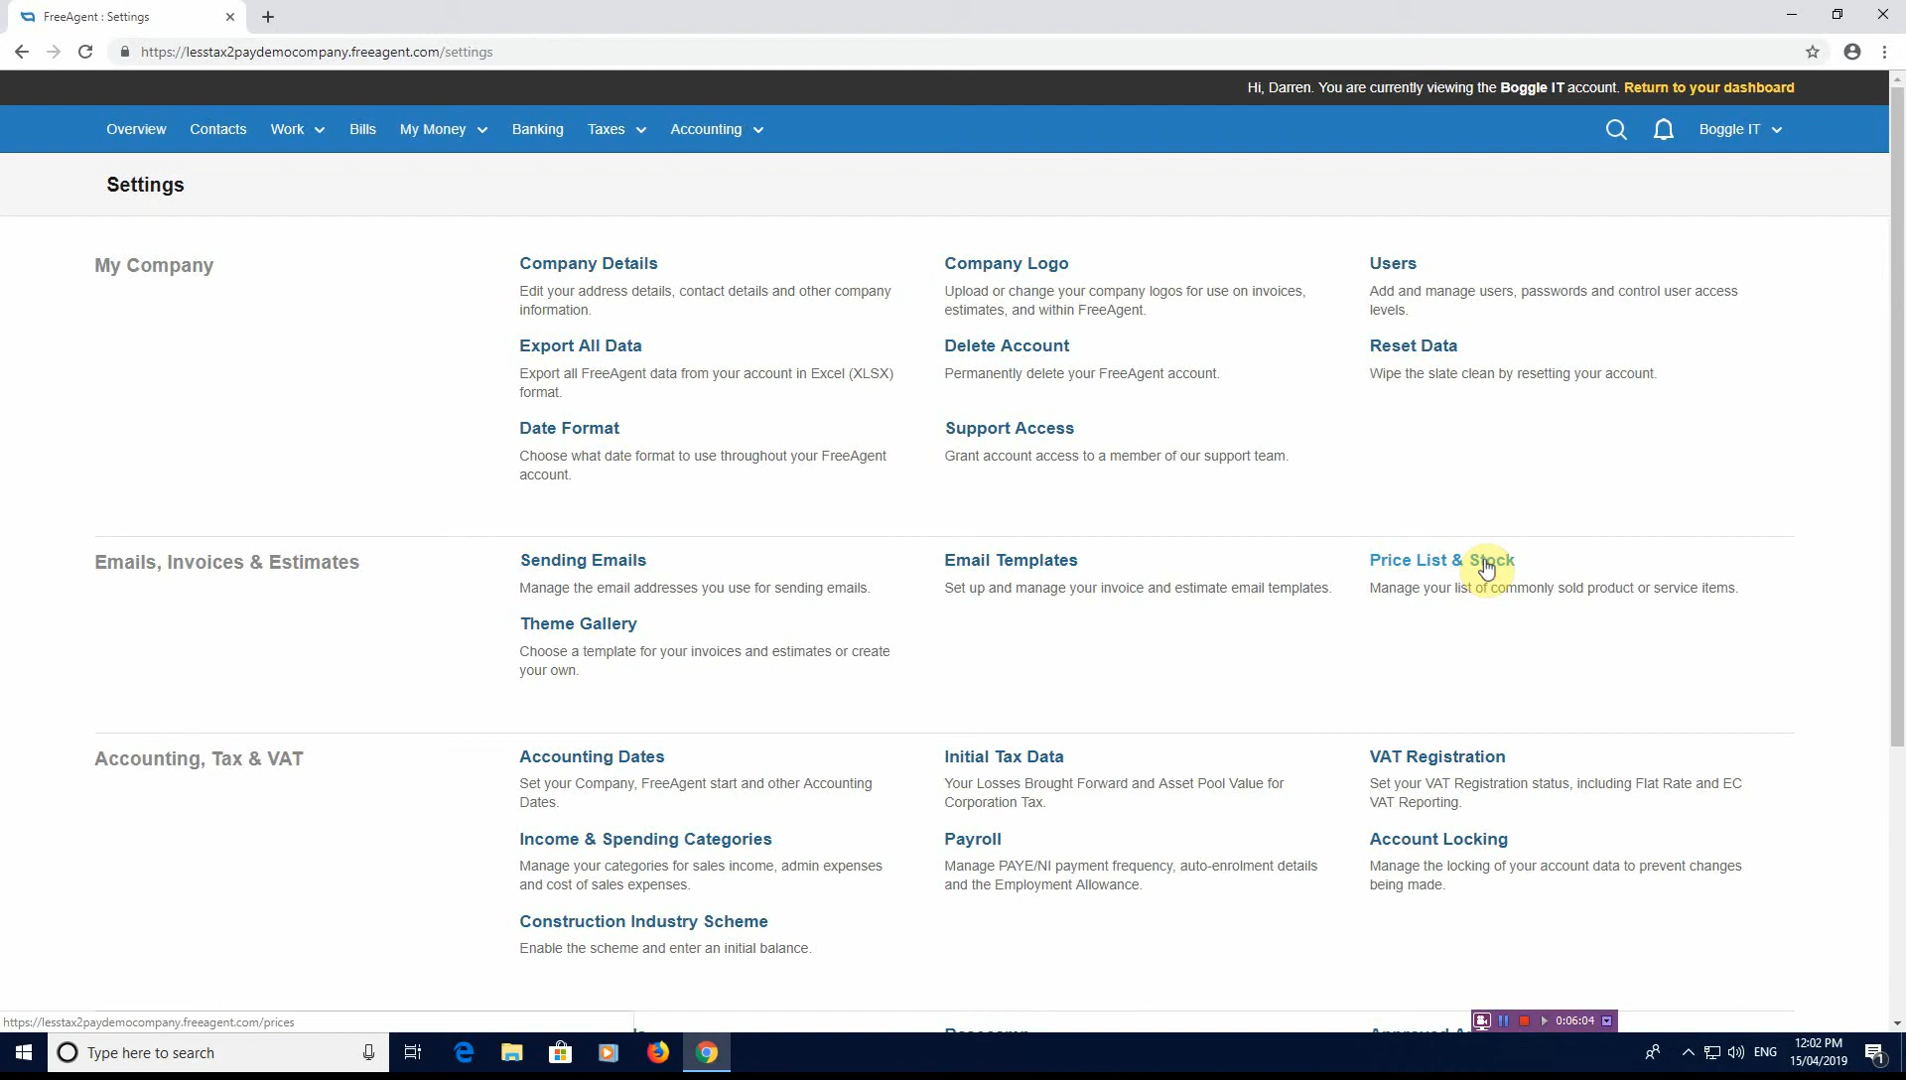 FreeAgent : Settings
https://lesstax2paydemocompany.freeagent.com/settings
Hi, Darren. You are currently viewing the Boggle IT account. Return to your dashboard
Overview Contacts Work Bills My Money Banking Taxes Accounting Boggle IT
Settings
My Company
Company Details
Edit your address details, contact details and other company
information.
Company Logo
Upload or change your company logos for use on invoices,
estimates, and within FreeAgent.
Users
Add and manage users, passwords and control user access
levels.
Export All Data
Export all FreeAgent data from your account in Excel (XLSX)
format.
Delete Account
Permanently delete your FreeAgent account.
Reset Data
Wipe the slate clean by resetting your account.
Date Format
Choose what date format to use throughout your FreeAgent
account.
Support Access
Grant account access to a member of our support team.
Emails, Invoices & Estimates
Sending Emails
Manage the email addresses you use for sending emails.
Email Templates
Set up and manage your invoice and estimate email templates.
Price List & Stock
Manage your list of commonly sold product or service items.
Theme Gallery
Choose a template for your invoices and estimates or create
your own.
Accounting, Tax & VAT
Accounting Dates
Set your Company, FreeAgent start and other Accounting
Dates.
Initial Tax Data
Your Losses Brought Forward and Asset Pool Value for
Corporation Tax.
VAT Registration
Set your VAT Registration status, including Flat Rate and EC
VAT Reporting.
Income & Spending Categories
Manage your categories for sales income, admin expenses
and cost of sales expenses.
Payroll
Manage PAYE/NI payment frequency, auto-enrolment details
and the Employment Allowance.
Account Locking
Manage the locking of your account data to prevent changes
being made.
Construction Industry Scheme
Enable the scheme and enter an initial balance.
https://lesstax2paydemocompany.freeagent.com/prices
0:06:04
Type here to search
ENG
12:02 PM
15/04/2019
1